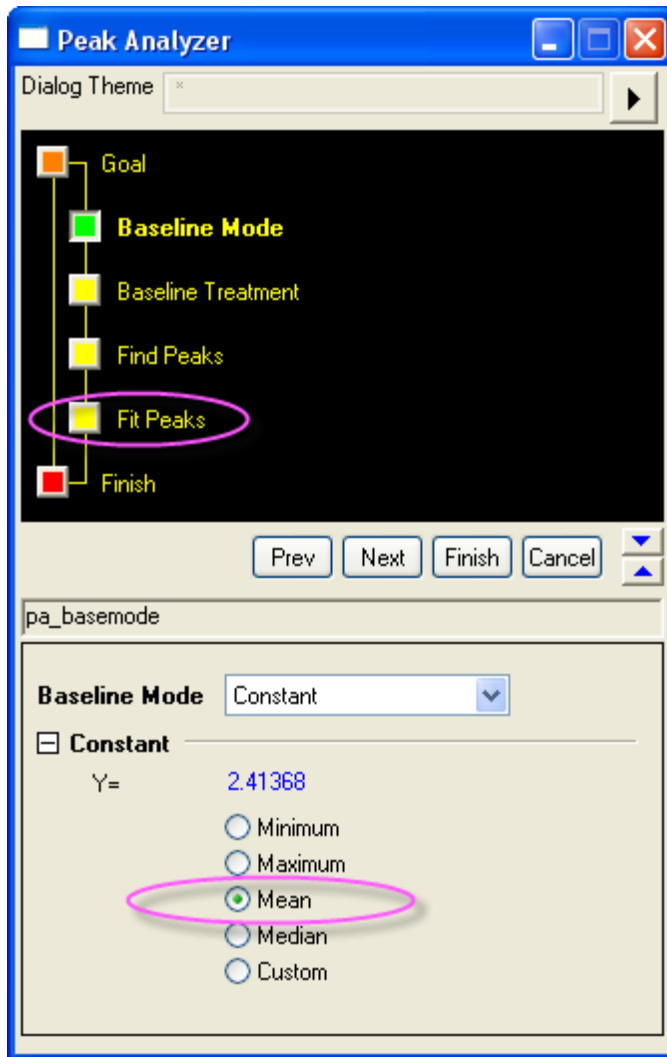 Peak Analyzer
Dialog Theme *
Goal
Baseline Mode
Baseline Treatment
Find Peaks
Fit Peaks
Finish
Prev Next Finish Cancel
pa_basemode
Baseline Mode Constant
Constant
Y= 2.41368
Minimum
Maximum
Mean
Median
Custom